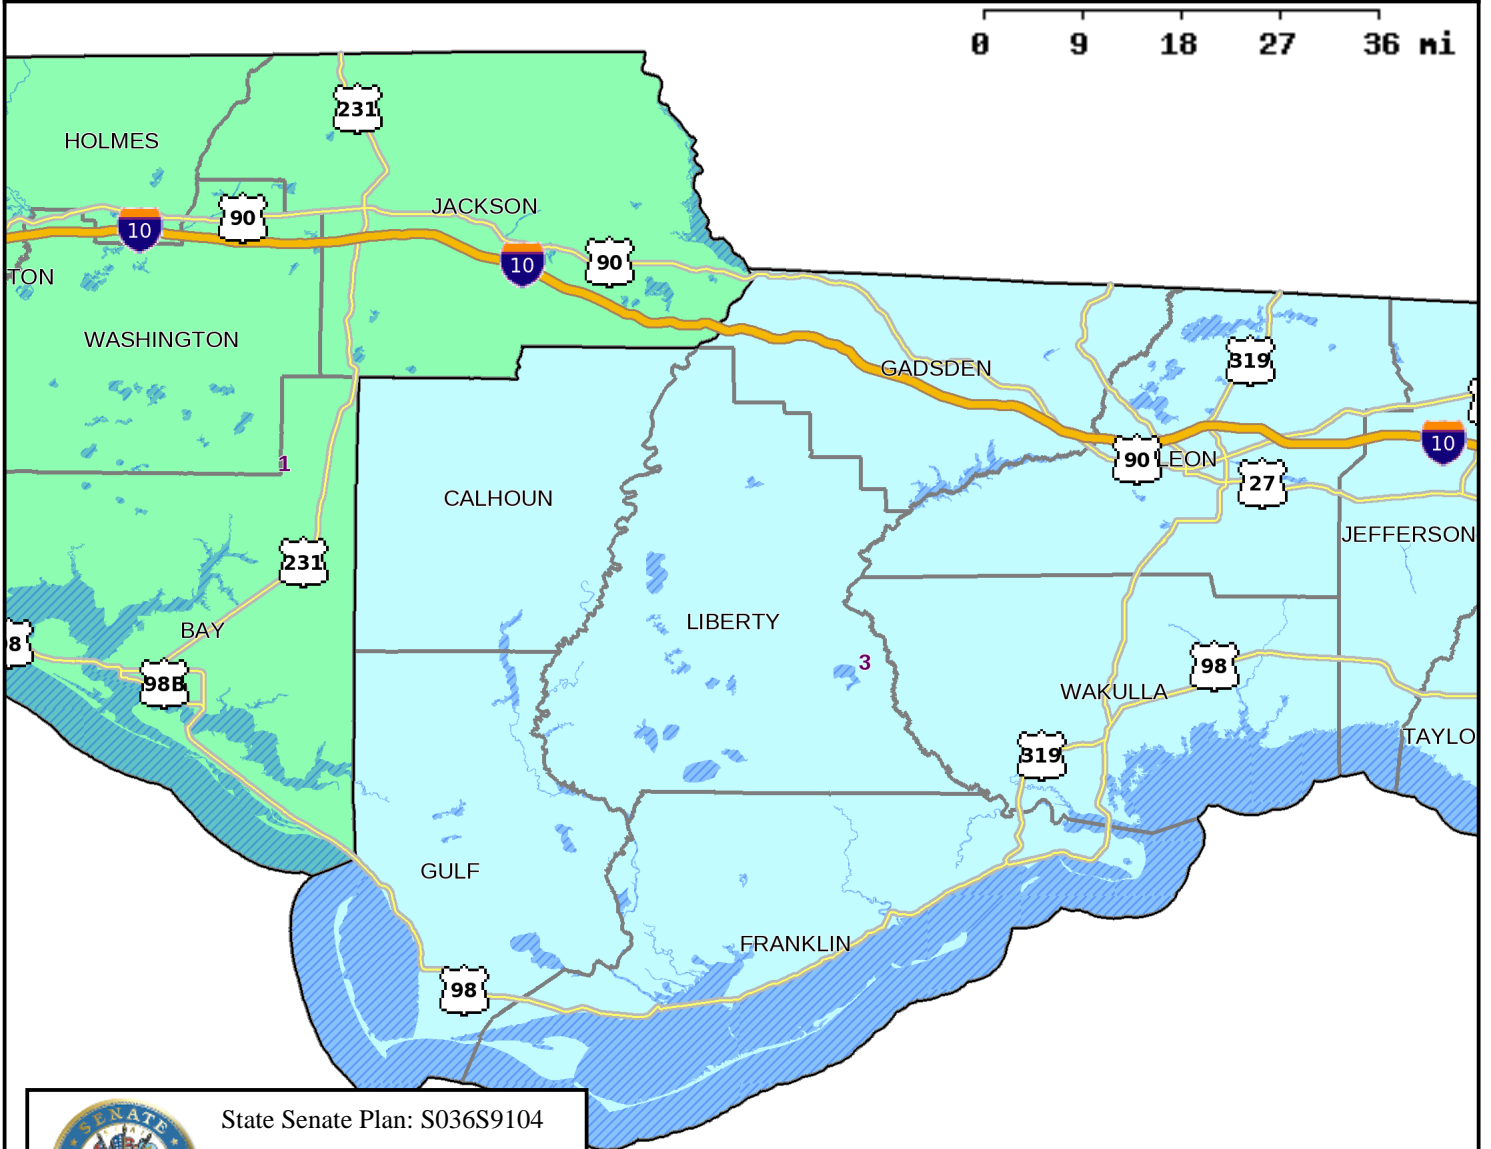 0 9 18 27 36 mi
231
HOLMES
JACKSON
90
10
10
90
TON
WASHINGTON
319
GADSDEN
1
90
LEON
10
27
CALHOUN
JEFFERSON
231
LIBERTY
BAY
98B
3
98
WAKULLA
319
TAYLO
GULF
FRANKLIN
98
SENATE
State Senate Plan: S036S9104